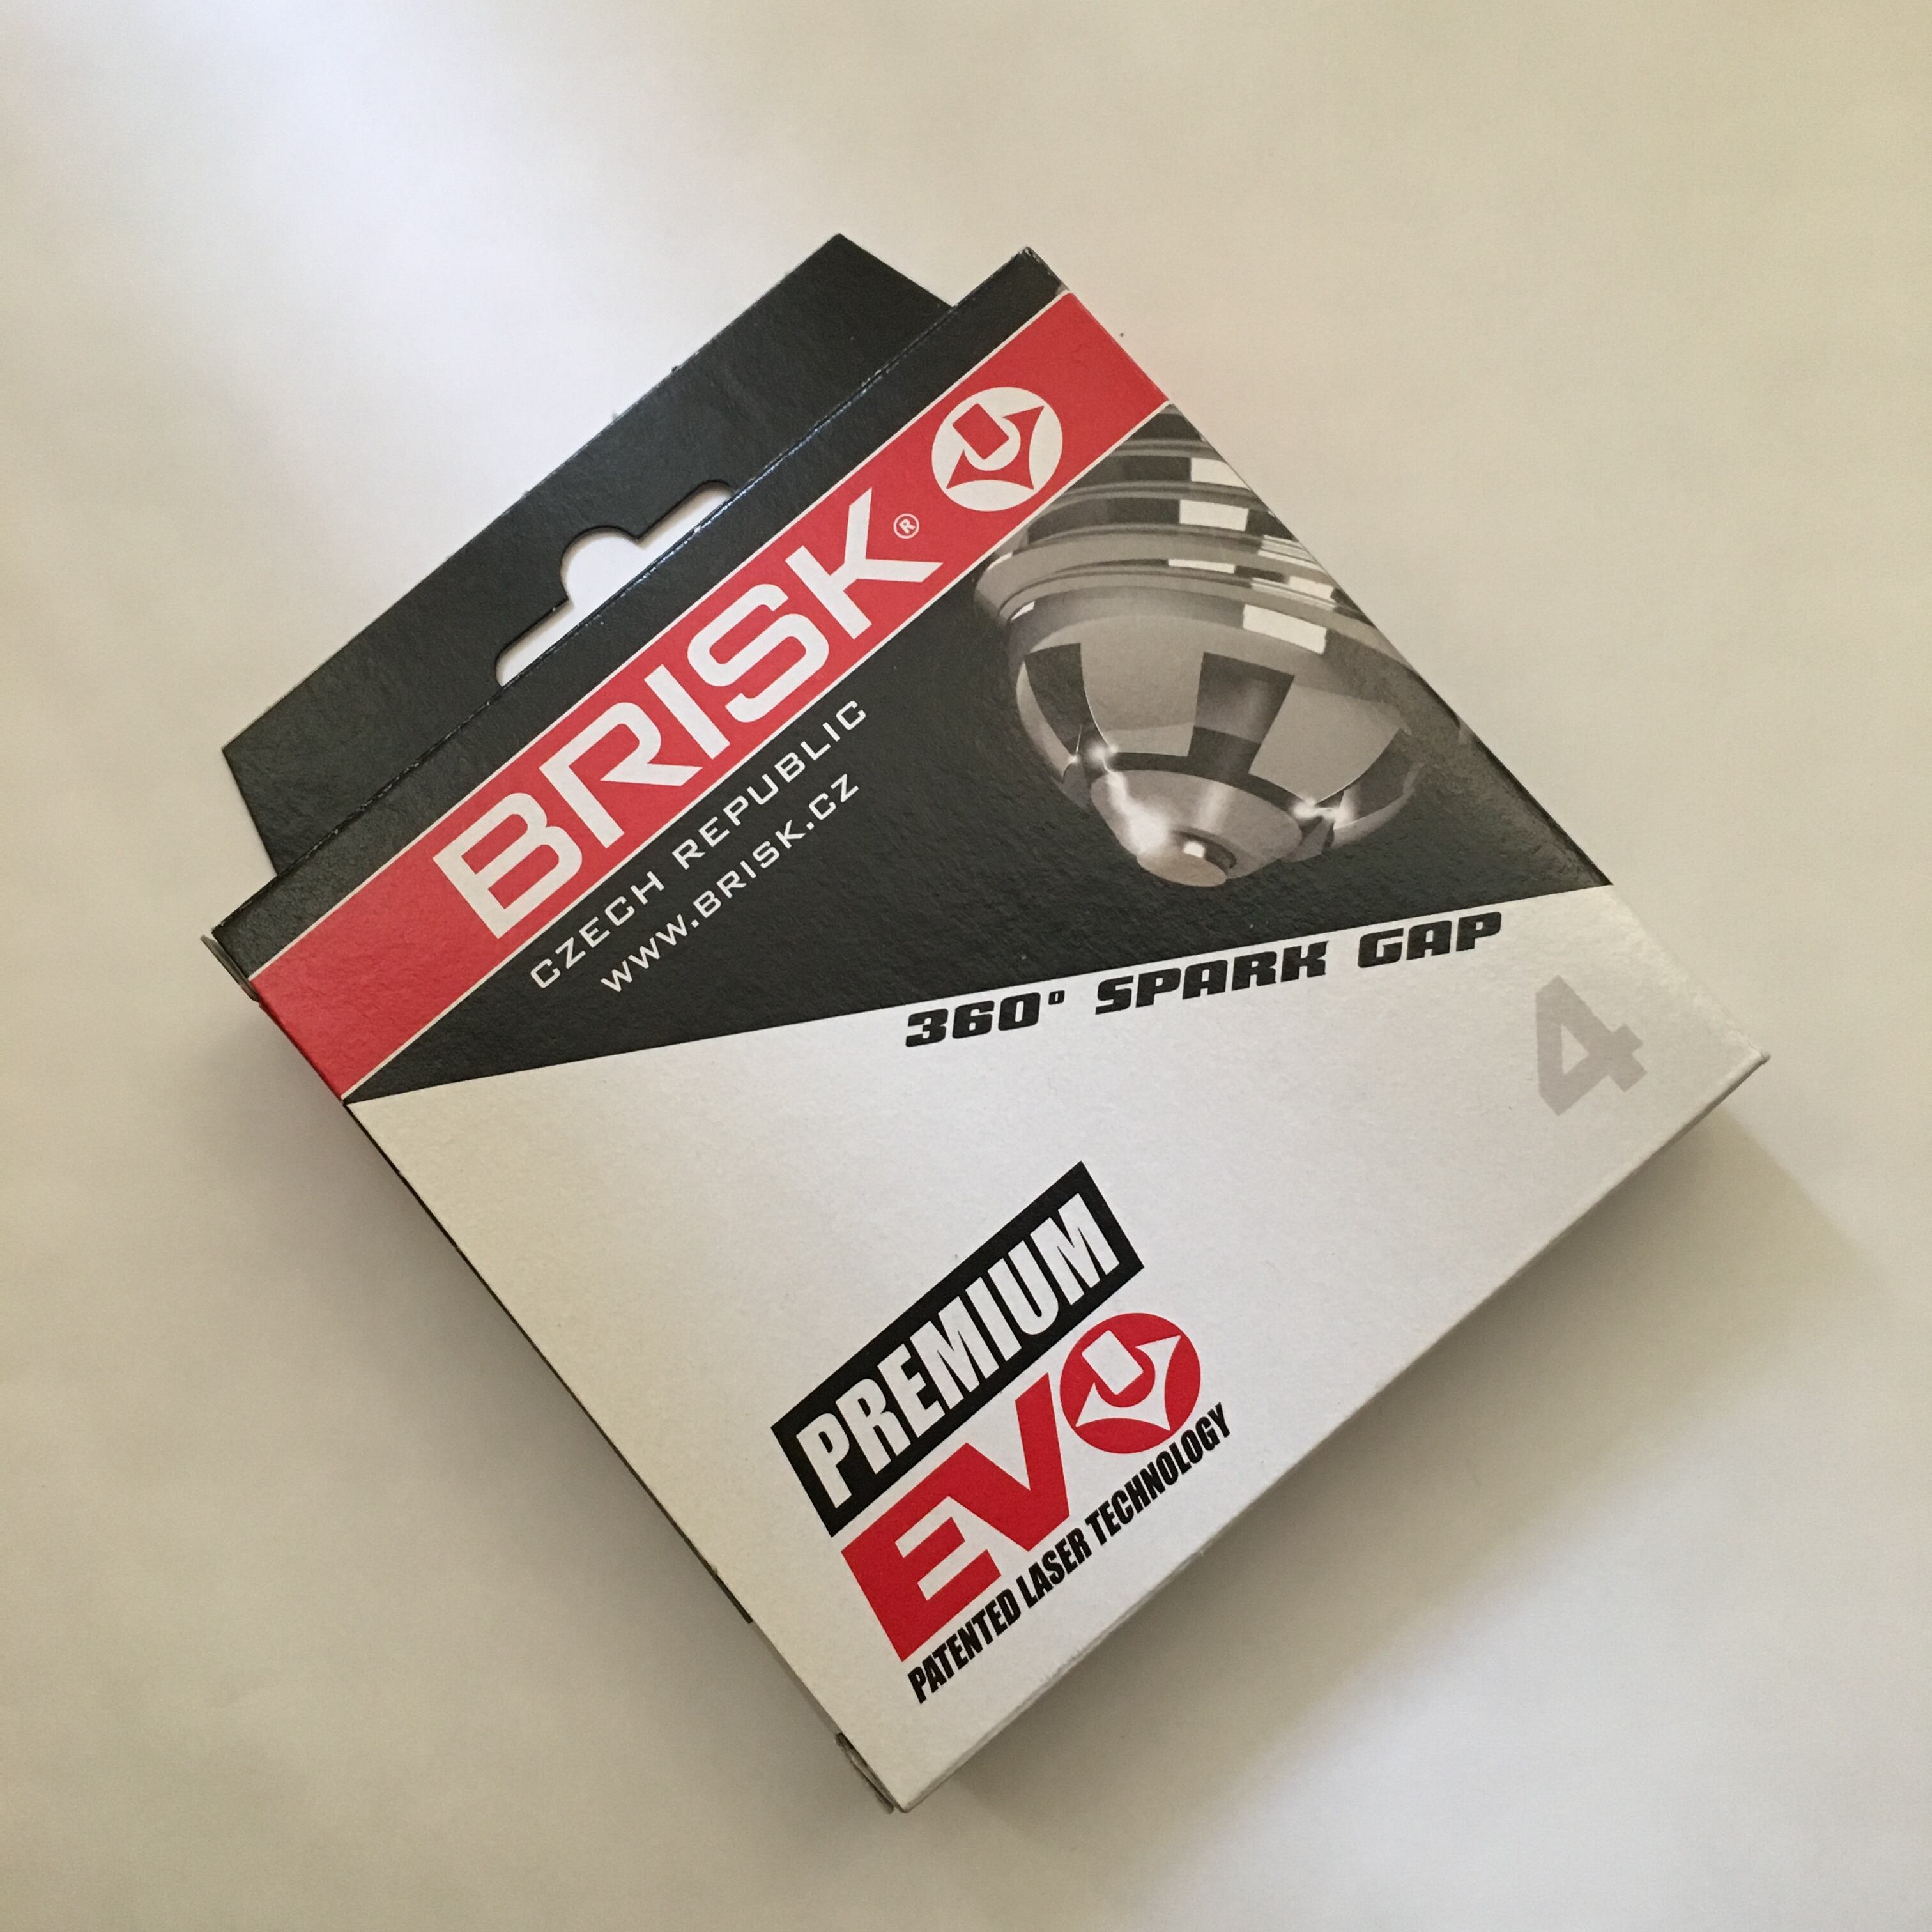 BRISK®
CZECH REPUBLIC
WWW.BRISK.CZ
360° SPARK GAP
4
PREMIUM
EVO
PATENTED LASER TECHNOLOGY